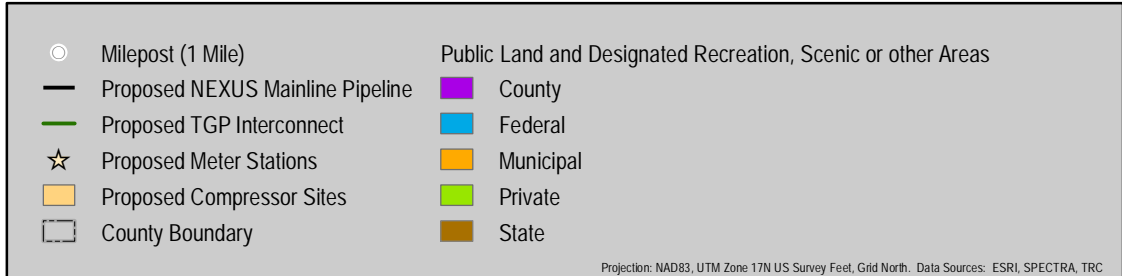 Milepost (1 Mile)
Proposed NEXUS Mainline Pipeline
Proposed TGP Interconnect
Proposed Meter Stations
Proposed Compressor Sites
County Boundary
Public Land and Designated Recreation, Scenic or other Areas
County
Federal
Municipal
Private
State
Projection: NAD83, UTM Zone 17N US Survey Feet, Grid North. Data Sources: ESRI, SPECTRA, TRC